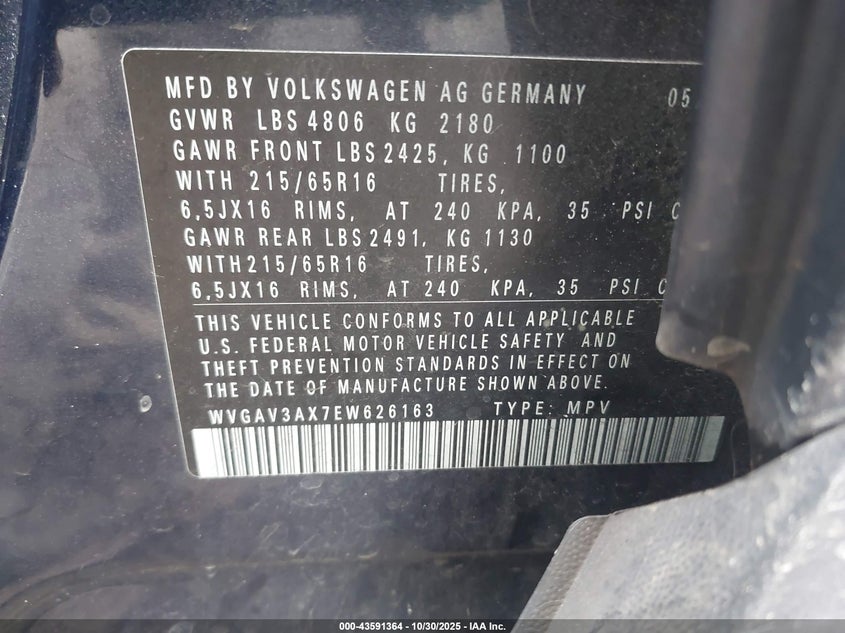 MFD BY VOLKSWAGEN AG GERMANY 05
GVWR LBS 4806 KG 2180
GAWR FRONT LBS 2425, KG 1100
WITH 215/65R16 TIRES,
6,5JX16 RIMS, AT 240 KPA, 35 PSI C
GAWR REAR LBS 2491, KG 1130
WITH 215/65R16 TIRES,
6,5JX16 RIMS, AT 240 KPA, 35 PSI C
THIS VEHICLE CONFORMS TO ALL APPLICABLE
U.S. FEDERAL MOTOR VEHICLE SAFETY AND
THEFT PREVENTION STANDARDS IN EFFECT ON
THE DATE OF MANUFACTURE SHOWN ABOVE.
WVGAV3AX7EW626163 TYPE: MPV
000-43591364 | 10/30/2025 - IAA Inc.